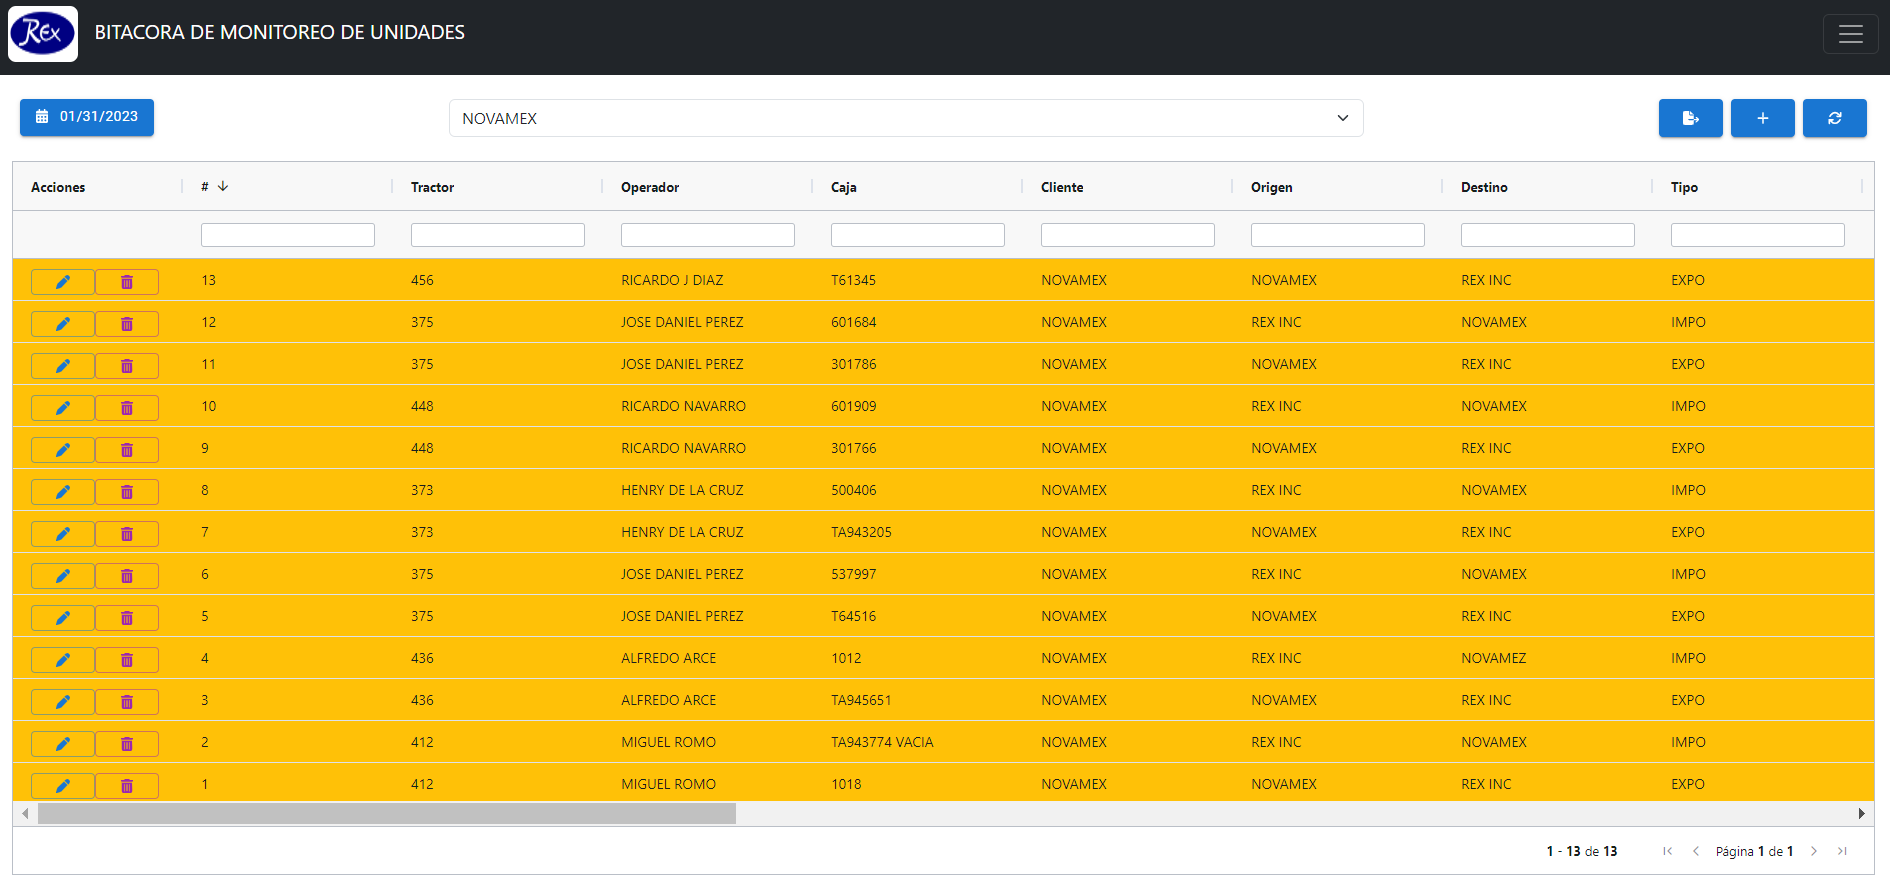 Rex BITACORA DE MONITOREO DE UNIDADES
01/31/2023 NOVAMEX
Acciones # Tractor Operador Caja Cliente Origen Destino Tipo
13 456 RICARDO J DIAZ T61345 NOVAMEX NOVAMEX REX INC EXPO
12 375 JOSE DANIEL PEREZ 601684 NOVAMEX REX INC NOVAMEX IMPO
11 375 JOSE DANIEL PEREZ 301786 NOVAMEX NOVAMEX REX INC EXPO
10 448 RICARDO NAVARRO 601909 NOVAMEX REX INC NOVAMEX IMPO
9 448 RICARDO NAVARRO 301766 NOVAMEX NOVAMEX REX INC EXPO
8 373 HENRY DE LA CRUZ 500406 NOVAMEX REX INC NOVAMEX IMPO
7 373 HENRY DE LA CRUZ TA943205 NOVAMEX NOVAMEX REX INC EXPO
6 375 JOSE DANIEL PEREZ 537997 NOVAMEX REX INC NOVAMEX IMPO
5 375 JOSE DANIEL PEREZ T64516 NOVAMEX NOVAMEX REX INC EXPO
4 436 ALFREDO ARCE 1012 NOVAMEX REX INC NOVAMEZ IMPO
3 436 ALFREDO ARCE TA945651 NOVAMEX NOVAMEX REX INC EXPO
2 412 MIGUEL ROMO TA943774 VACIA NOVAMEX REX INC NOVAMEX IMPO
1 412 MIGUEL ROMO 1018 NOVAMEX NOVAMEX REX INC EXPO
1 - 13 de 13 Página 1 de 1